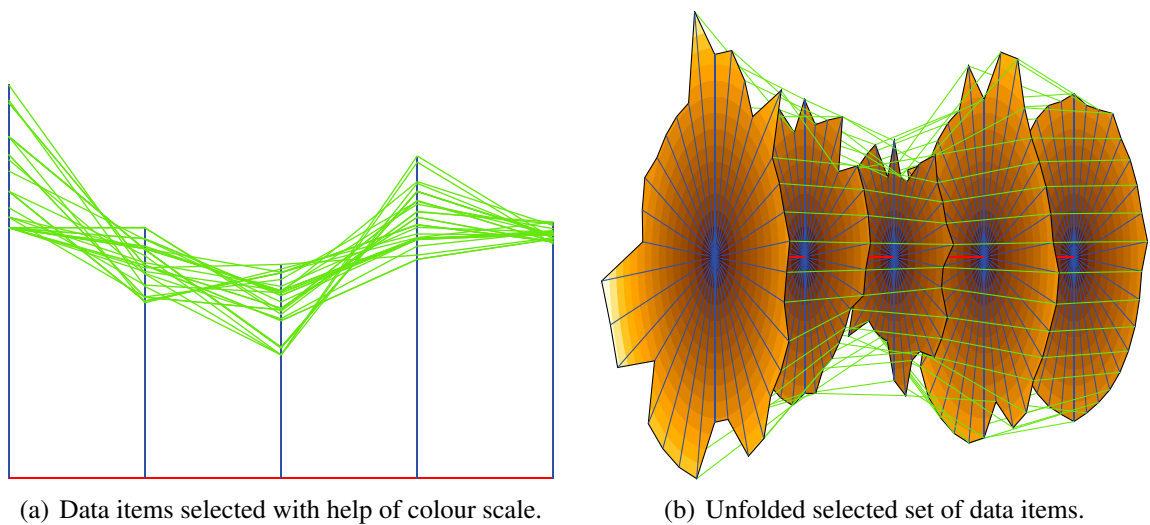 (a) Data items selected with help of colour scale.
(b) Unfolded selected set of data items.